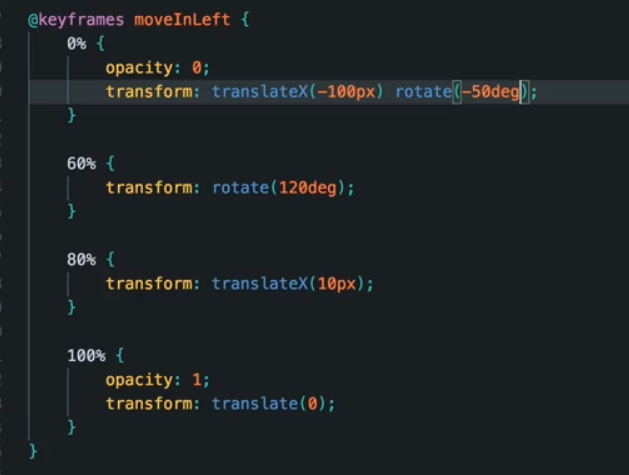 @keyframes moveInLeft {
0% {
opacity: 0;
transform: translateX(-100px) rotate(-50deg);
}
60% {
transform: rotate(120deg);
}
80% {
transform: translateX(10px);
}
100% {
opacity: 1;
transform: translate(0);
}
}